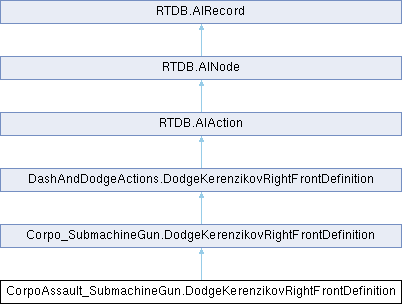 RTDB.AIRecord
RTDB.AINode
RTDB.AIAction
DashAndDodgeActions.DodgeKerenzikovRightFrontDefinition
Corpo_SubmachineGun.DodgeKerenzikovRightFrontDefinition
CorpoAssault_SubmachineGun.DodgeKerenzikovRightFrontDefinition